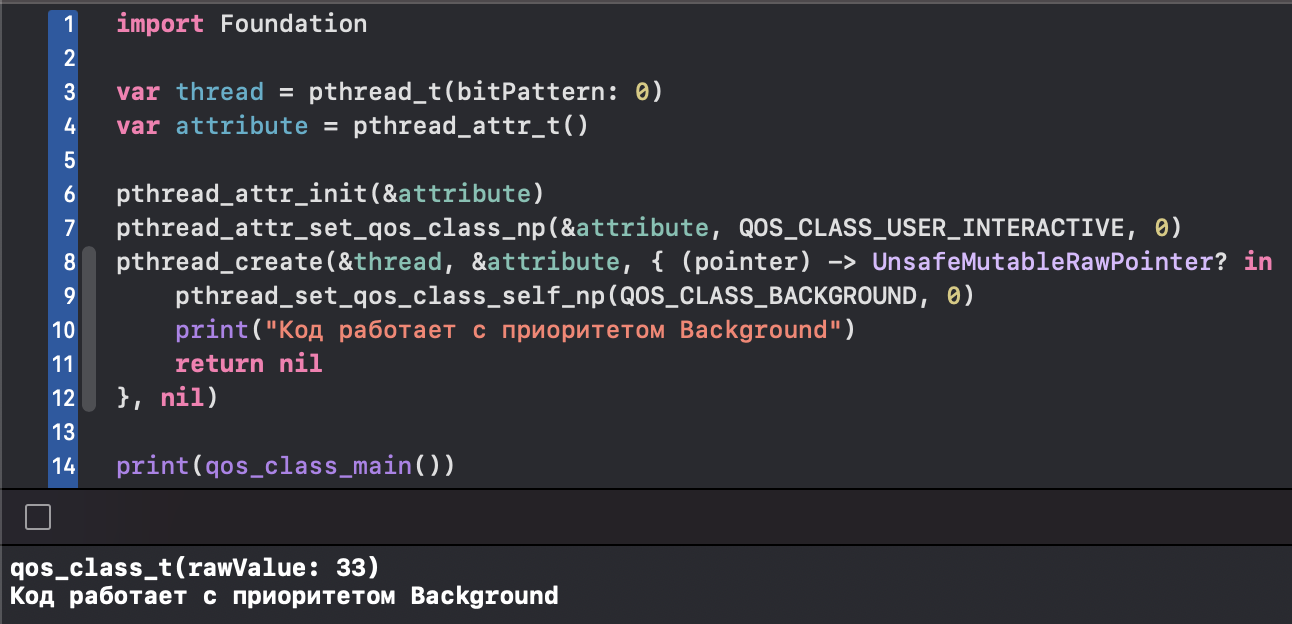 1 import Foundation
2
3 var thread = pthread_t(bitPattern: 0)
4 var attribute = pthread_attr_t()
5
6 pthread_attr_init(&attribute)
7 pthread_attr_set_qos_class_np(&attribute, QOS_CLASS_USER_INTERACTIVE, 0)
8 pthread_create(&thread, &attribute, { (pointer) -> UnsafeMutableRawPointer? in
9     pthread_set_qos_class_self_np(QOS_CLASS_BACKGROUND, 0)
10     print("Код работает с приоритетом Background")
11     return nil
12 }, nil)
13
14 print(qos_class_main())
qos_class_t(rawValue: 33)
Код работает с приоритетом Background